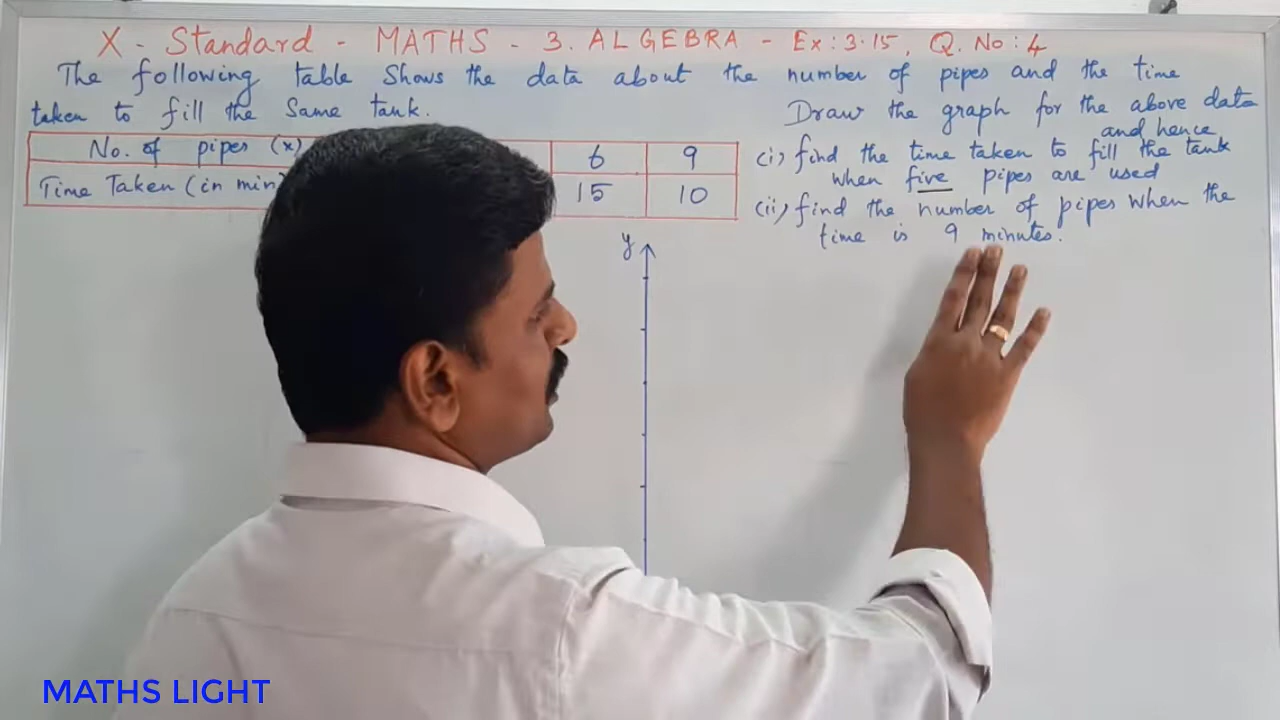 X - Standard - MATHS - 3. ALGEBRA - Ex: 3.15, Q. No: 4
The following table Shows the data about the number of pipes and the time
taken to fill the Same tank.
No. of pipes (x) 6 9
Time Taken (in min 15 10
Draw the graph for the above data
and hence
(i) find the time taken to fill the tank
when five pipes are used
(ii) find the number of pipes when the
time is 9 minutes.
y
MATHS LIGHT